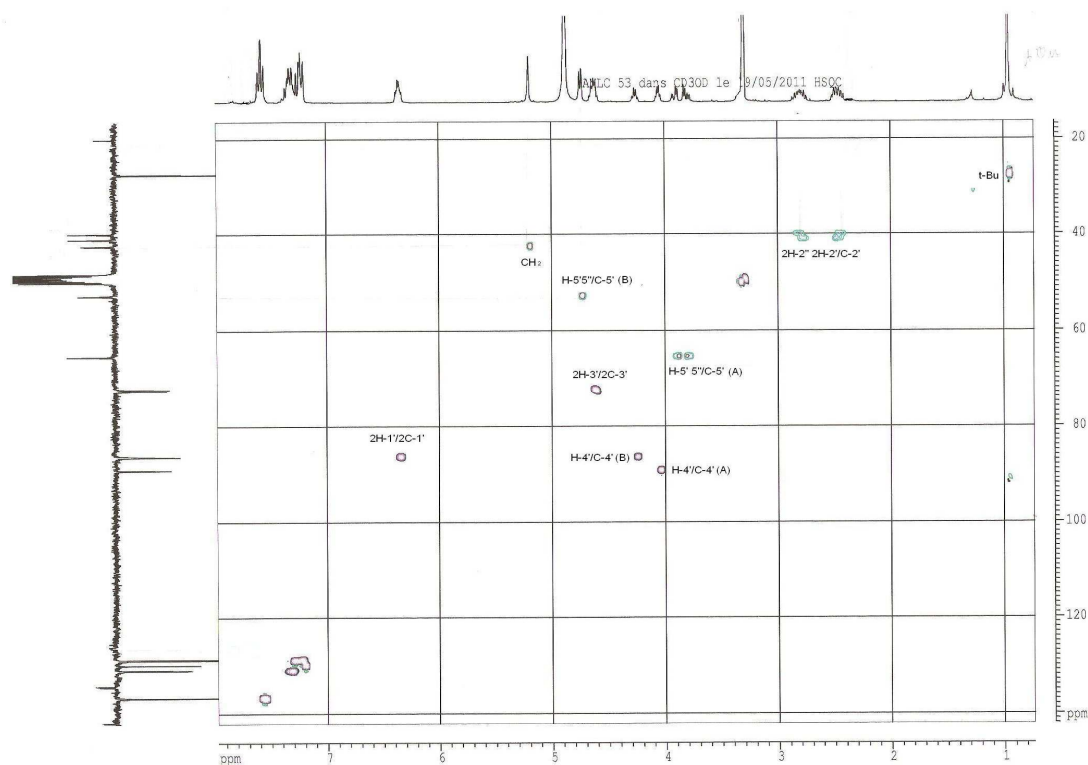 ANLC 53 dans CD3OD le 19/05/2011 HSQC
20
t-Bu
40
2H-2" 2H-2'/C-2'
CH₂
H-5'5"/C-5' (B)
60
H-5' 5"/C-5' (A)
2H-3'/2C-3'
80
2H-1'/2C-1'
H-4'/C-4' (B)
H-4'/C-4' (A)
100
120
ppm
ppm 7 6 5 4 3 2 1